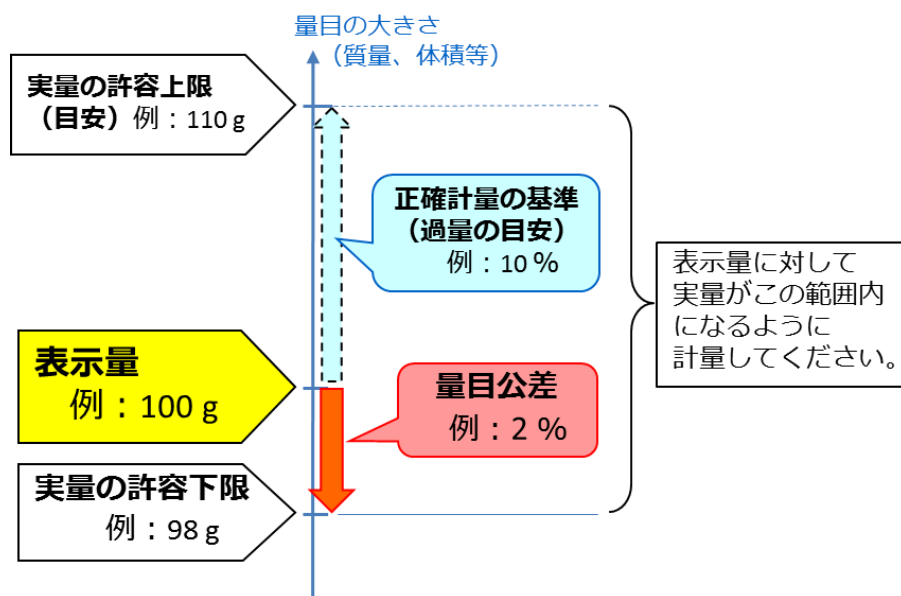 量目の大きさ
（質量、体積等）
実量の許容上限
（目安）例：110 g
正確計量の基準
（過量の目安）
例：10 %
表示量に対して
実量がこの範囲内
になるように
計量してください。
表示量
例：100 g
量目公差
例：2 %
実量の許容下限
例：98 g